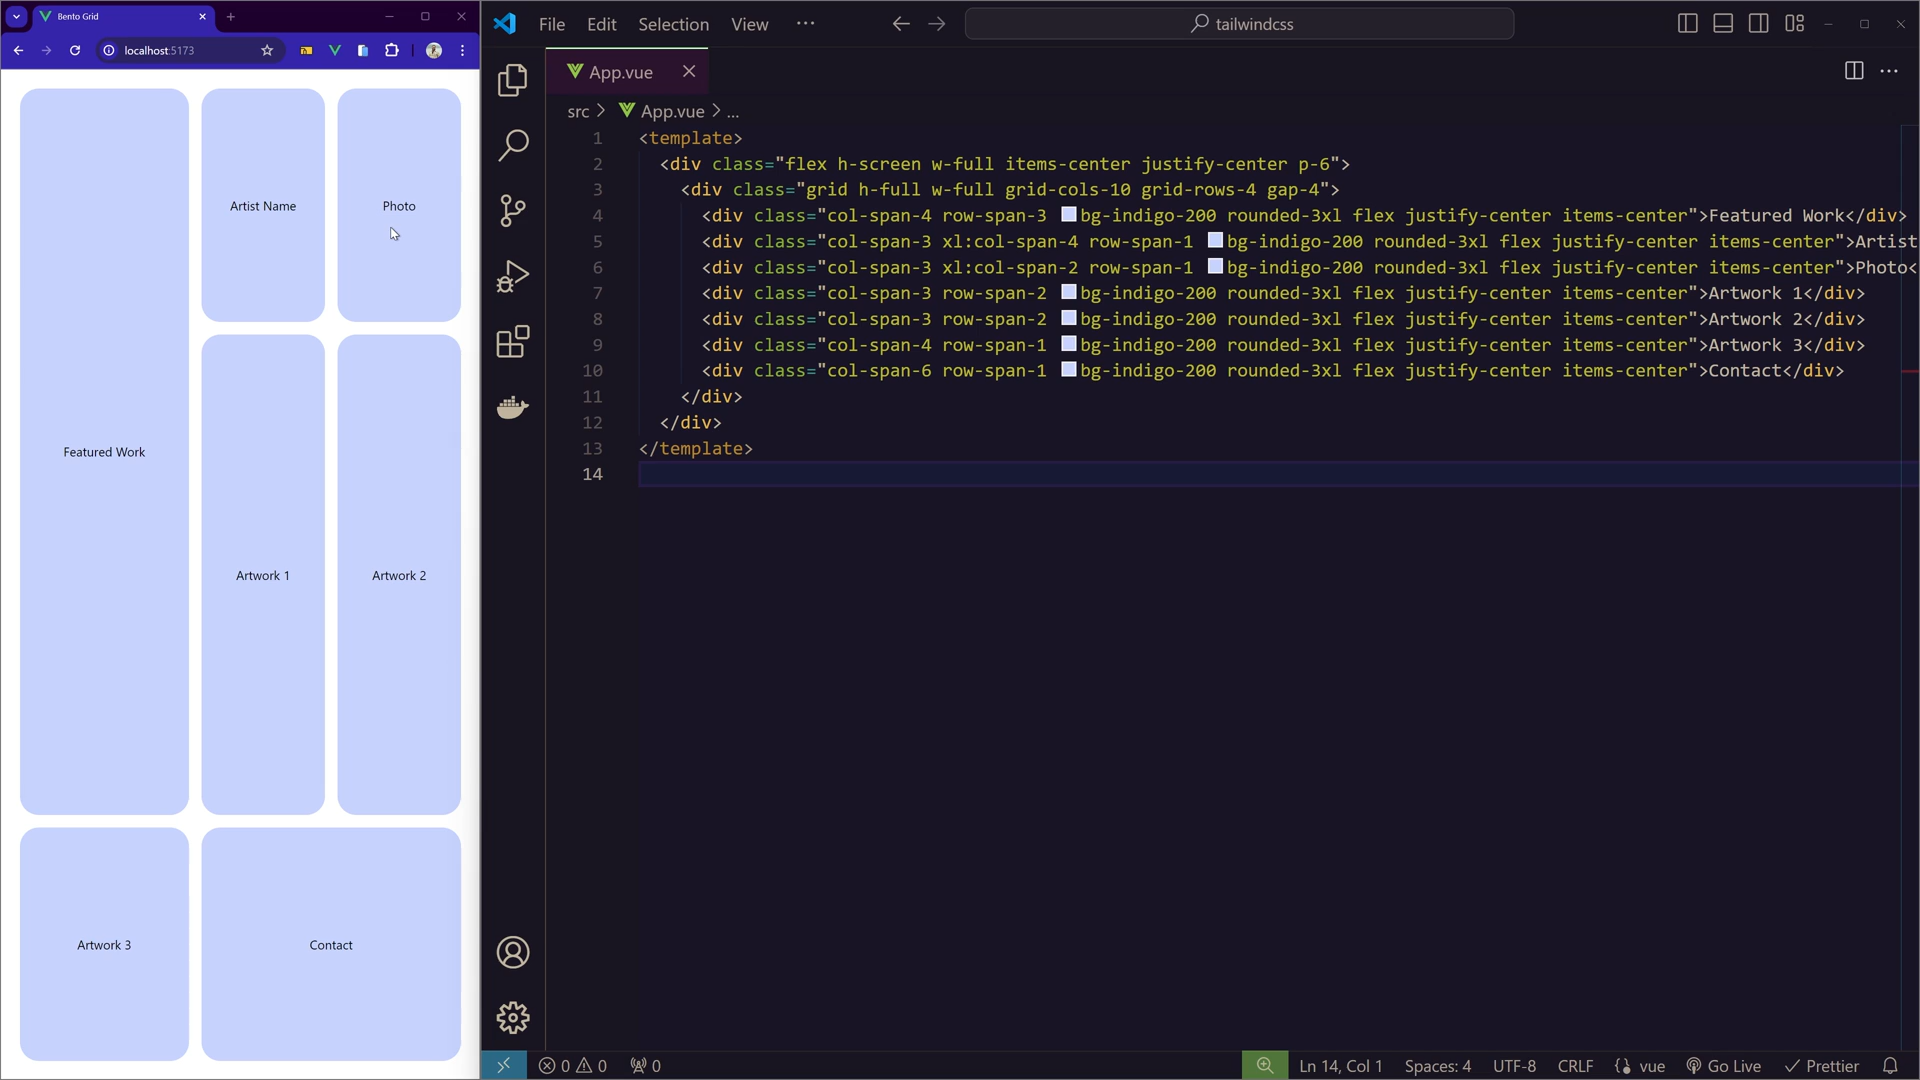 Bento Grid
localhost:5173
Artist Name
Photo
Featured Work
Artwork 1
Artwork 2
Artwork 3
Contact
File Edit Selection View ···
tailwindcss
App.vue
src > App.vue > ...
1 <template>
2 <div class="flex h-screen w-full items-center justify-center p-6">
3 <div class="grid h-full w-full grid-cols-10 grid-rows-4 gap-4">
4 <div class="col-span-4 row-span-3 bg-indigo-200 rounded-3xl flex justify-center items-center">Featured Work</div>
5 <div class="col-span-3 xl:col-span-4 row-span-1 bg-indigo-200 rounded-3xl flex justify-center items-center">Artist
6 <div class="col-span-3 xl:col-span-2 row-span-1 bg-indigo-200 rounded-3xl flex justify-center items-center">Photo<
7 <div class="col-span-3 row-span-2 bg-indigo-200 rounded-3xl flex justify-center items-center">Artwork 1</div>
8 <div class="col-span-3 row-span-2 bg-indigo-200 rounded-3xl flex justify-center items-center">Artwork 2</div>
9 <div class="col-span-4 row-span-1 bg-indigo-200 rounded-3xl flex justify-center items-center">Artwork 3</div>
10 <div class="col-span-6 row-span-1 bg-indigo-200 rounded-3xl flex justify-center items-center">Contact</div>
11 </div>
12 </div>
13 </template>
14
0 0 0 Ln 14, Col 1 Spaces: 4 UTF-8 CRLF vue Go Live Prettier